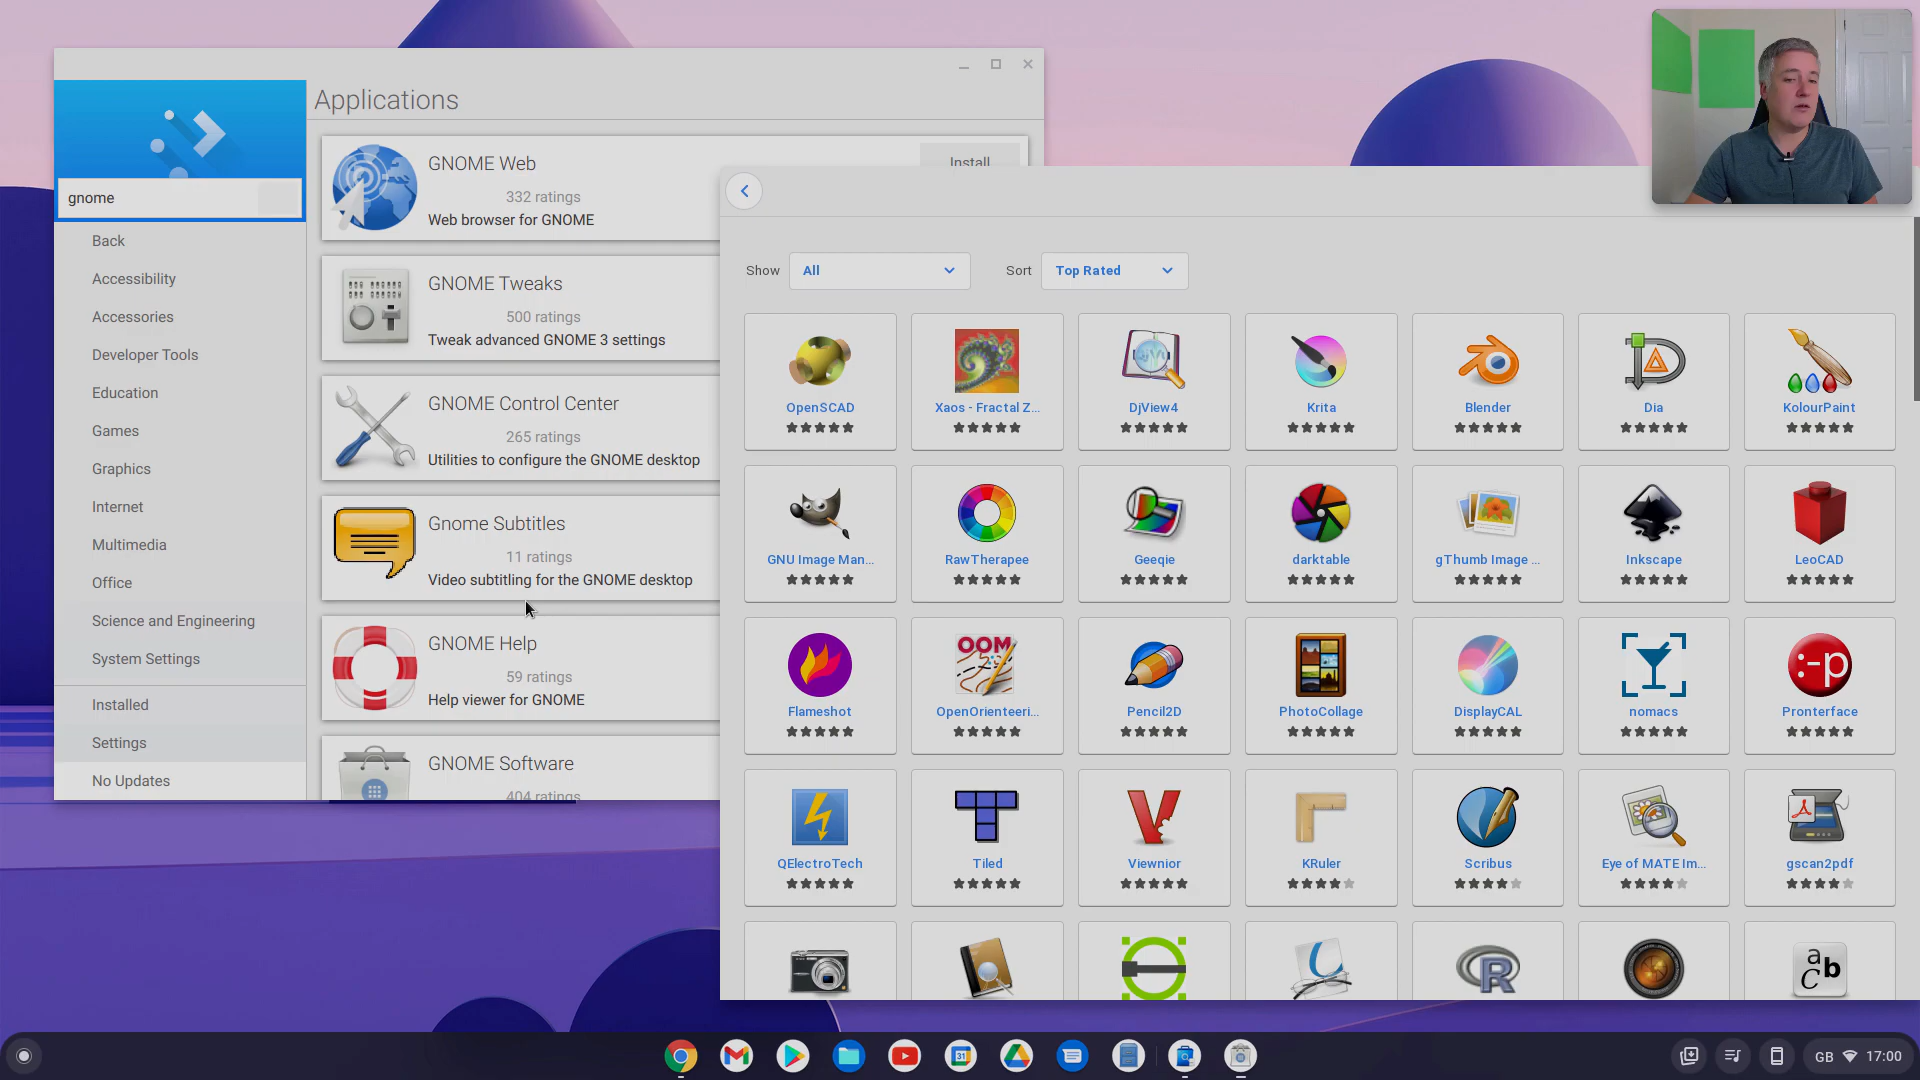 Applications
gnome
Back
Accessibility
Accessories
Developer Tools
Education
Games
Graphics
Internet
Multimedia
Office
Science and Engineering
System Settings
Installed
Settings
No Updates
GNOME Web
Install
332 ratings
Web browser for GNOME
GNOME Tweaks
500 ratings
Tweak advanced GNOME 3 settings
GNOME Control Center
265 ratings
Utilities to configure the GNOME desktop
Gnome Subtitles
11 ratings
Video subtitling for the GNOME desktop
GNOME Help
59 ratings
Help viewer for GNOME
GNOME Software
404 ratings
Show All Sort Top Rated
OpenSCAD Xaos - Fractal Z... DjView4 Krita Blender Dia KolourPaint
GNU Image Man... RawTherapee Geeqie darktable gThumb Image ... Inkscape LeoCAD
OOM :-p
Flameshot OpenOrienteeri... Pencil2D PhotoCollage DisplayCAL nomacs Pronterface
QElectroTech Tiled Viewnior KRuler Scribus Eye of MATE Im... gscan2pdf
R a c b
31 GB 17:00